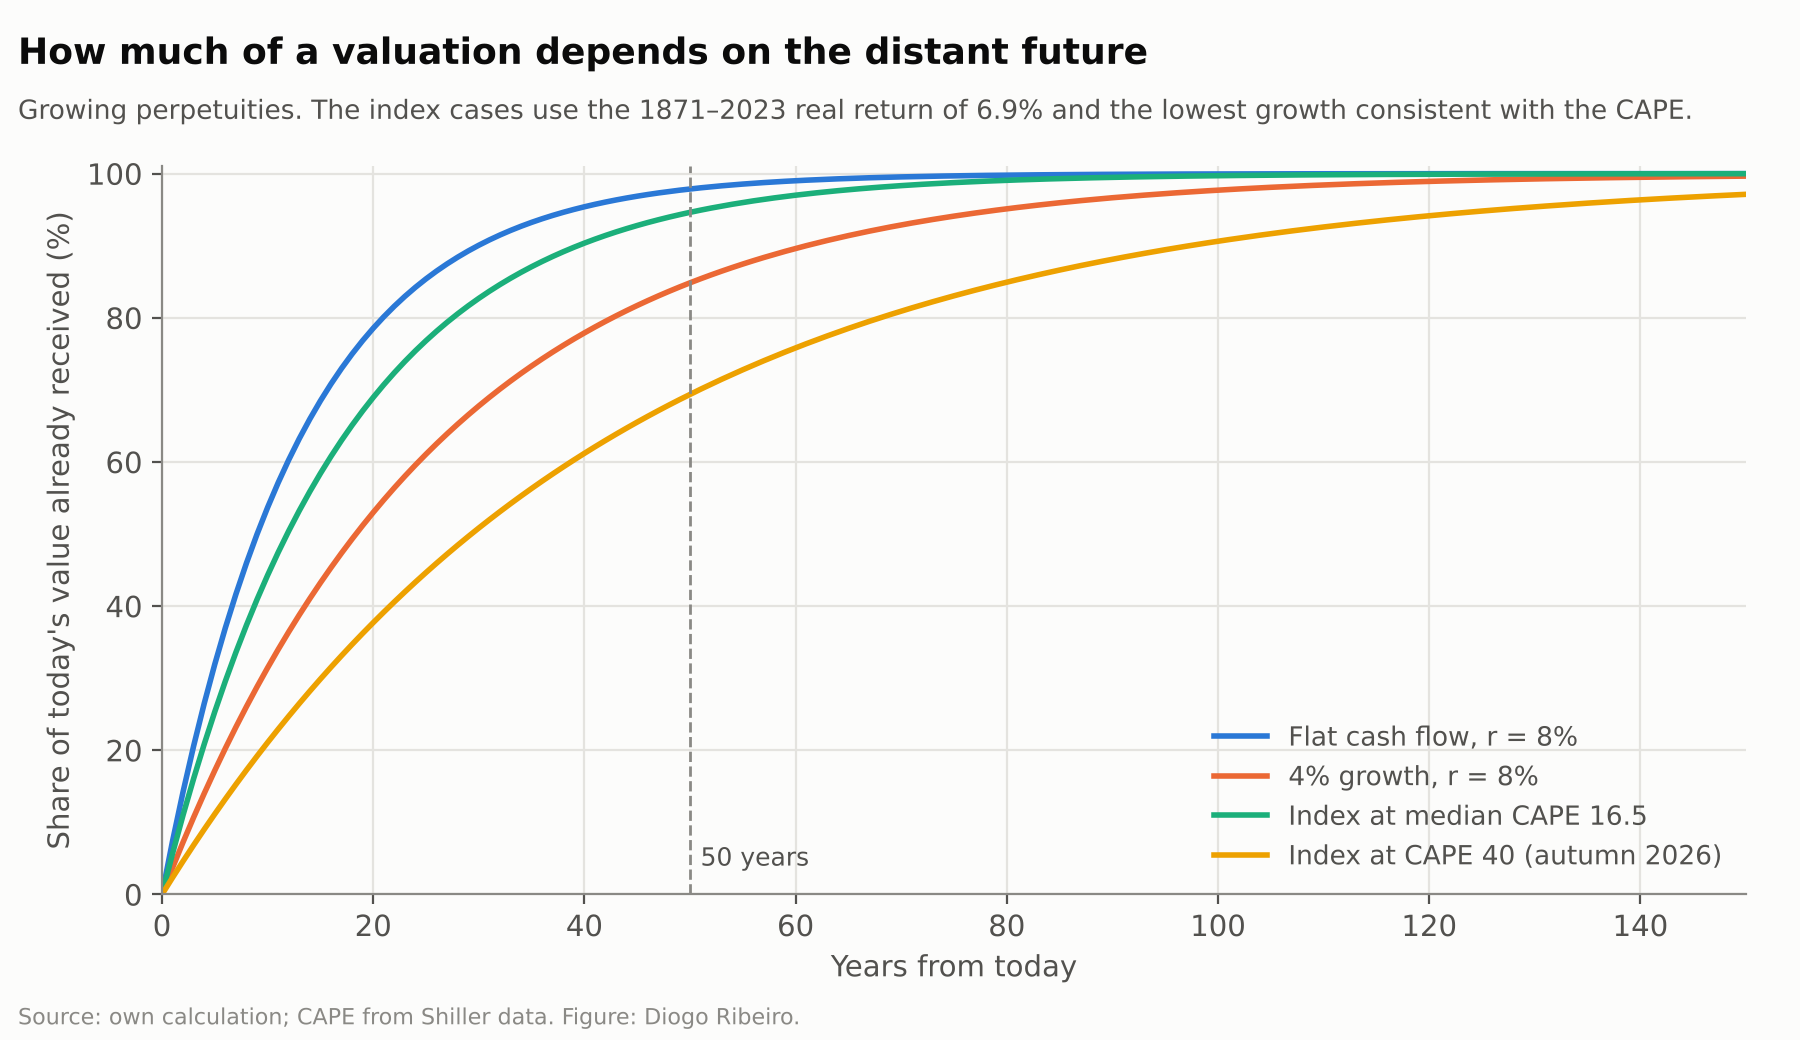 How much of a valuation depends on the distant future
Growing perpetuities. The index cases use the 1871–2023 real return of 6.9% and the lowest growth consistent with the CAPE.
Share of today's value already received (%)
100
80
60
40
20
0
50 years
Flat cash flow, r = 8%
4% growth, r = 8%
Index at median CAPE 16.5
Index at CAPE 40 (autumn 2026)
0 20 40 60 80 100 120 140
Years from today
Source: own calculation; CAPE from Shiller data. Figure: Diogo Ribeiro.